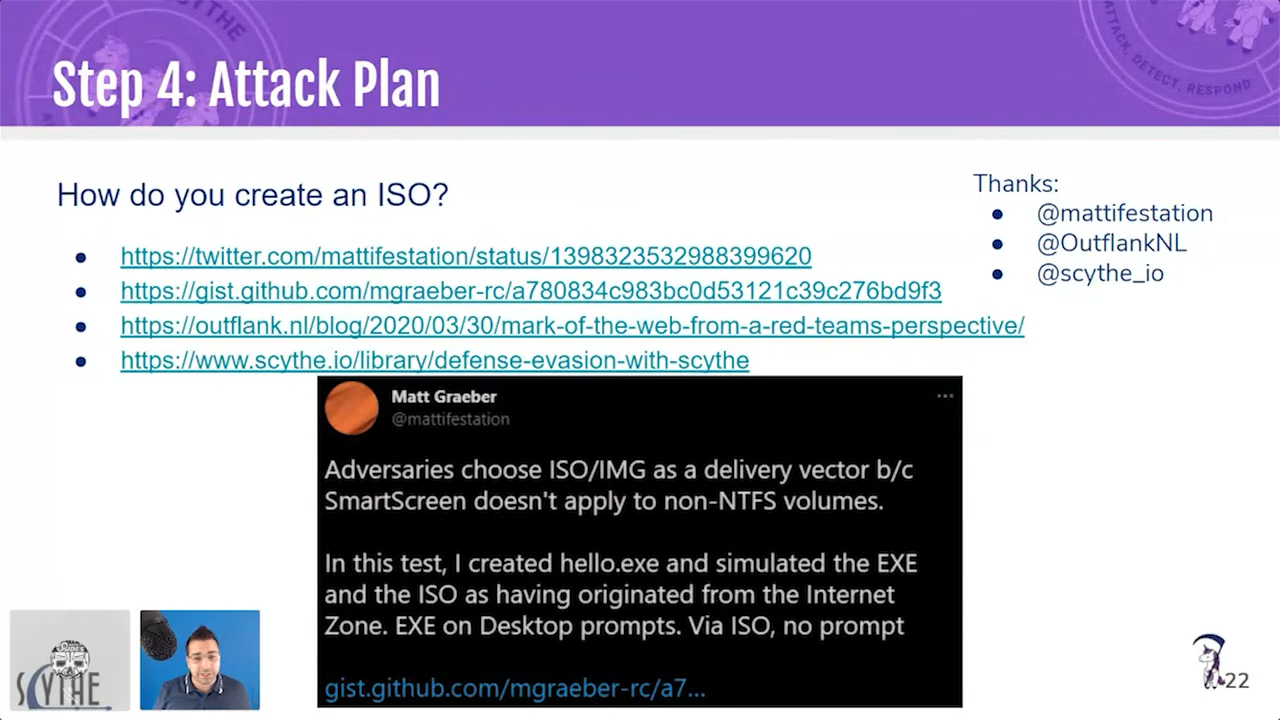 ATTACK, DETECT, RESPOND
Step 4: Attack Plan
How do you create an ISO?
Thanks:
● @mattifestation
● @OutflankNL
● @scythe_io
● https://twitter.com/mattifestation/status/1398323532988399620
● https://gist.github.com/mgraeber-rc/a780834c983bc0d53121c39c276bd9f3
● https://outflank.nl/blog/2020/03/30/mark-of-the-web-from-a-red-teams-perspective/
● https://www.scythe.io/library/defense-evasion-with-scythe
Matt Graeber
@mattifestation
Adversaries choose ISO/IMG as a delivery vector b/c
SmartScreen doesn't apply to non-NTFS volumes.
In this test, I created hello.exe and simulated the EXE
and the ISO as having originated from the Internet
Zone. EXE on Desktop prompts. Via ISO, no prompt
gist.github.com/mgraeber-rc/a7...
SCYTHE
22